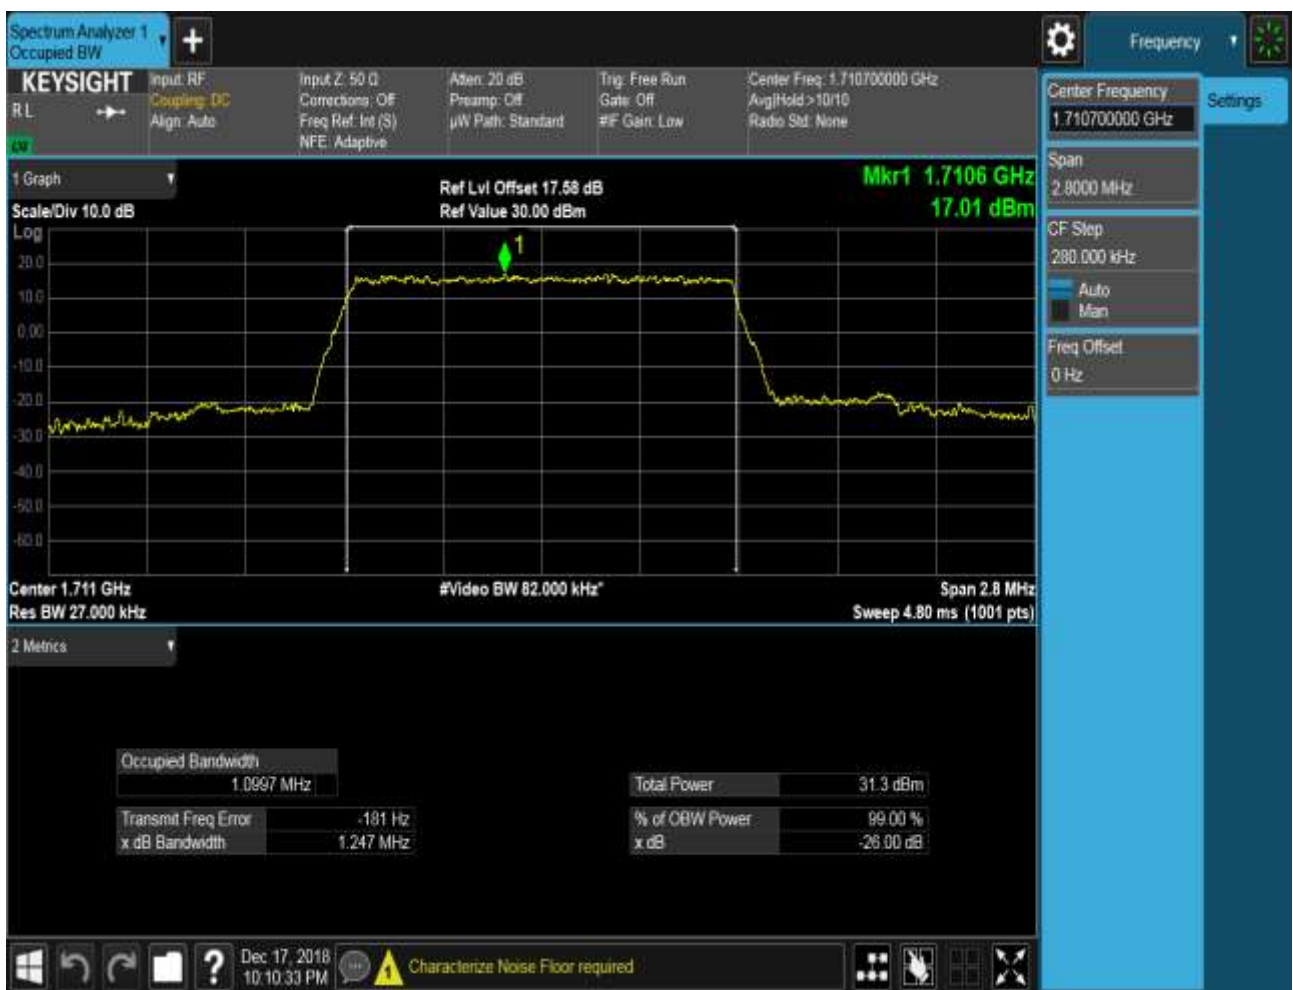 Spectrum Analyzer 1
Occupied BW
Frequency
KEYSIGHT
R L
Input: RF
Coupling: DC
Align: Auto
Input Z: 50 Ω
Corrections: Off
Freq Ref: Int (S)
NFE: Adaptive
Atten: 20 dB
Preamp: Off
µW Path: Standard
Trig: Free Run
Gate: Off
#IF Gain: Low
Center Freq: 1.710700000 GHz
Avg|Hold:>10/10
Radio Std: None
Center Frequency
1.710700000 GHz
Settings
Span
2.8000 MHz
CF Step
280.000 kHz
Auto
Man
Freq Offset
0 Hz
1 Graph
Scale/Div 10.0 dB
Ref Lvl Offset 17.58 dB
Ref Value 30.00 dBm
Mkr1 1.7106 GHz
17.01 dBm
Log
1
20.0
10.0
0.00
-10.0
-20.0
-30.0
-40.0
-50.0
-60.0
Center 1.711 GHz
#Video BW 82.000 kHz*
Span 2.8 MHz
Res BW 27.000 kHz
Sweep 4.80 ms (1001 pts)
2 Metrics
Occupied Bandwidth
1.0997 MHz
Total Power 31.3 dBm
Transmit Freq Error -181 Hz
% of OBW Power 99.00 %
x dB Bandwidth 1.247 MHz
x dB -26.00 dB
?
Dec 17, 2018
10:10:33 PM
1
Characterize Noise Floor required